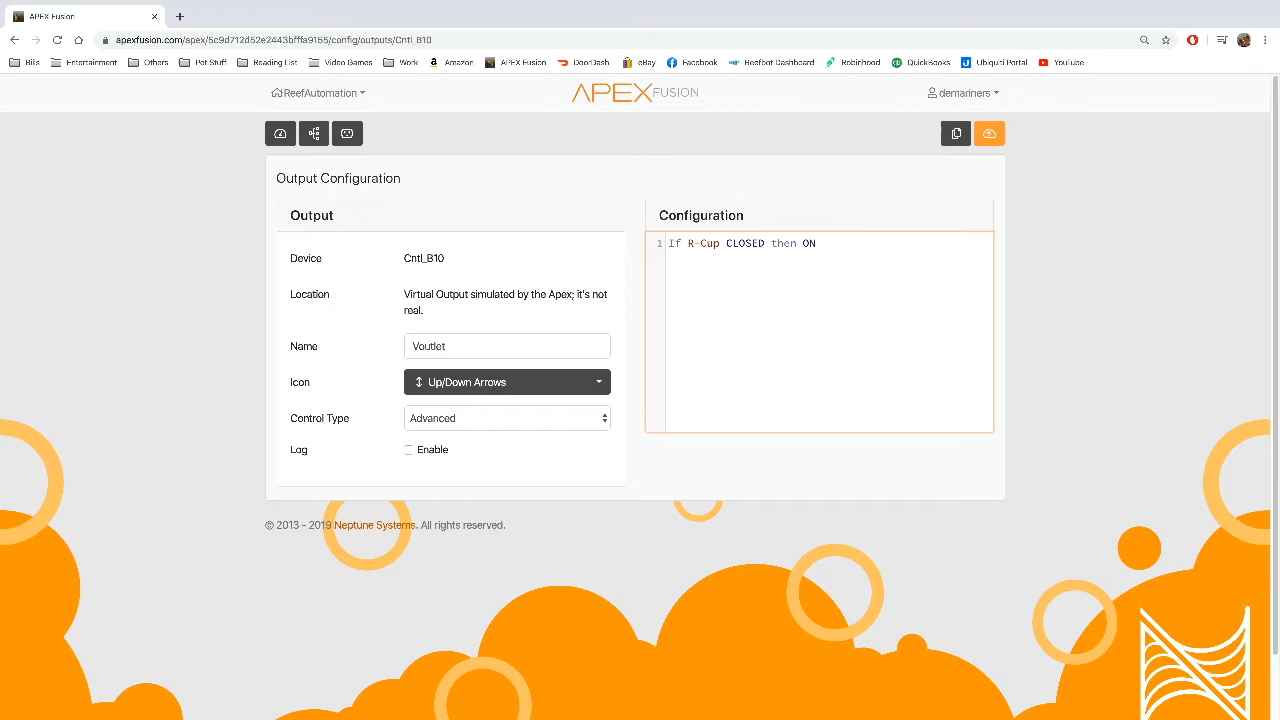 APEX Fusion
apexfusion.com/apex/5c9d712d52e2443bfffa9155/config/outputs/Cntl_B10
Bills
Entertainment
Others
Pet Stuff
Reading List
Video Games
Work
Amazon
APEX Fusion
DoorDash
eBay
Facebook
Reefbot Dashboard
Robinhood
QuickBooks
Ubiquiti Portal
YouTube
ReefAutomation
APEX FUSION
demariners
Output Configuration
Output
Device
Cntl_B10
Location
Virtual Output simulated by the Apex; it's not
real.
Name
Voutlet
Icon
Up/Down Arrows
Control Type
Advanced
Log
Enable
Configuration
1 If R-Cup CLOSED then ON
© 2013 - 2019 Neptune Systems. All rights reserved.